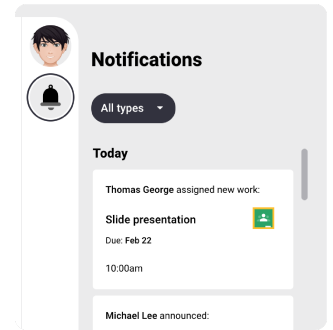 Notifications
All types
Today
Thomas George assigned new work:
Slide presentation
Due: Feb 22
10:00am
Michael Lee announced: